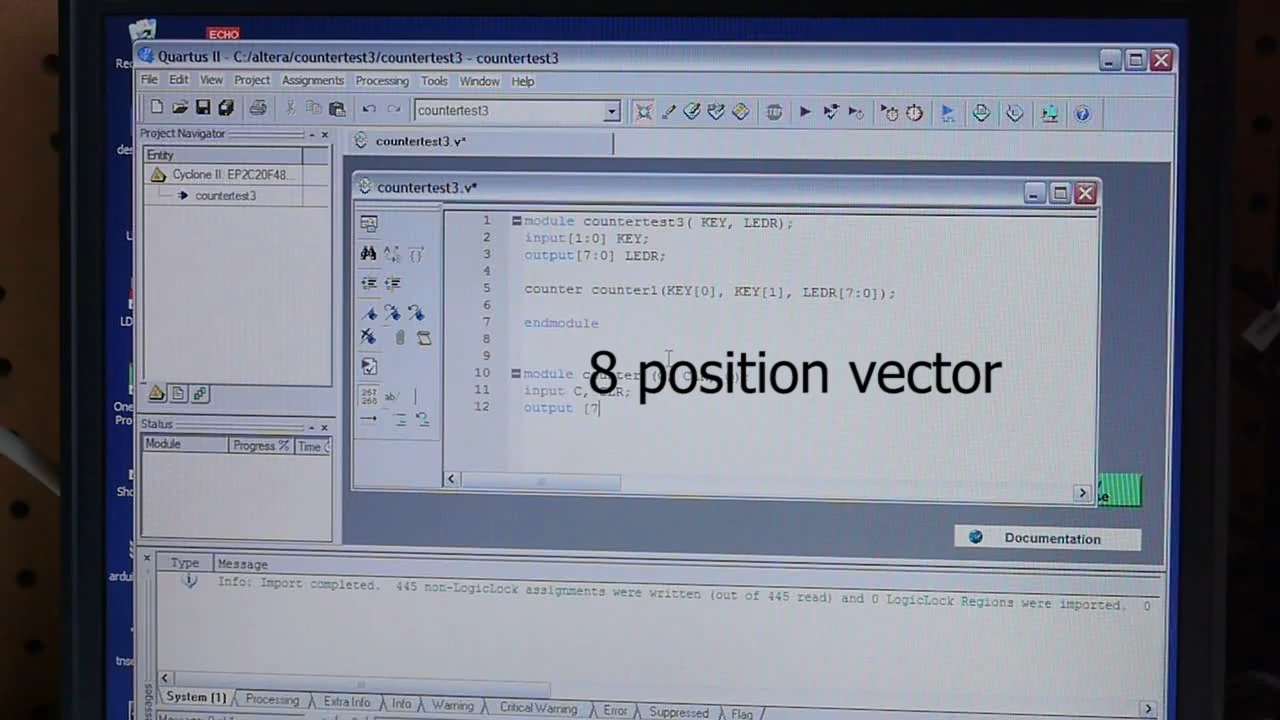 ECHO
Quartus II - C:/altera/countertest3/countertest3 - countertest3
File Edit View Project Assignments Processing Tools Window Help
countertest3
Project Navigator
countertest3.v*
Entity
Cyclone II: EP2C20F48...
countertest3
countertest3.v*
1 module countertest3( KEY, LEDR);
2 input[1:0] KEY;
3 output[7:0] LEDR;
4
5 counter counter1(KEY[0], KEY[1], LEDR[7:0]);
6
7 endmodule
8
9
10 module
11 input C,
12 output [7
8 position vector
267
268
ab/
Status
Module Progress % Time
Documentation
Type Message
Info: Import completed. 445 non-LogicLock assignments were written (out of 445 read) and 0 LogicLock Regions were imported. 0
System [1] Processing Extra Info Info Warning Critical Warning Error Suppressed Flag